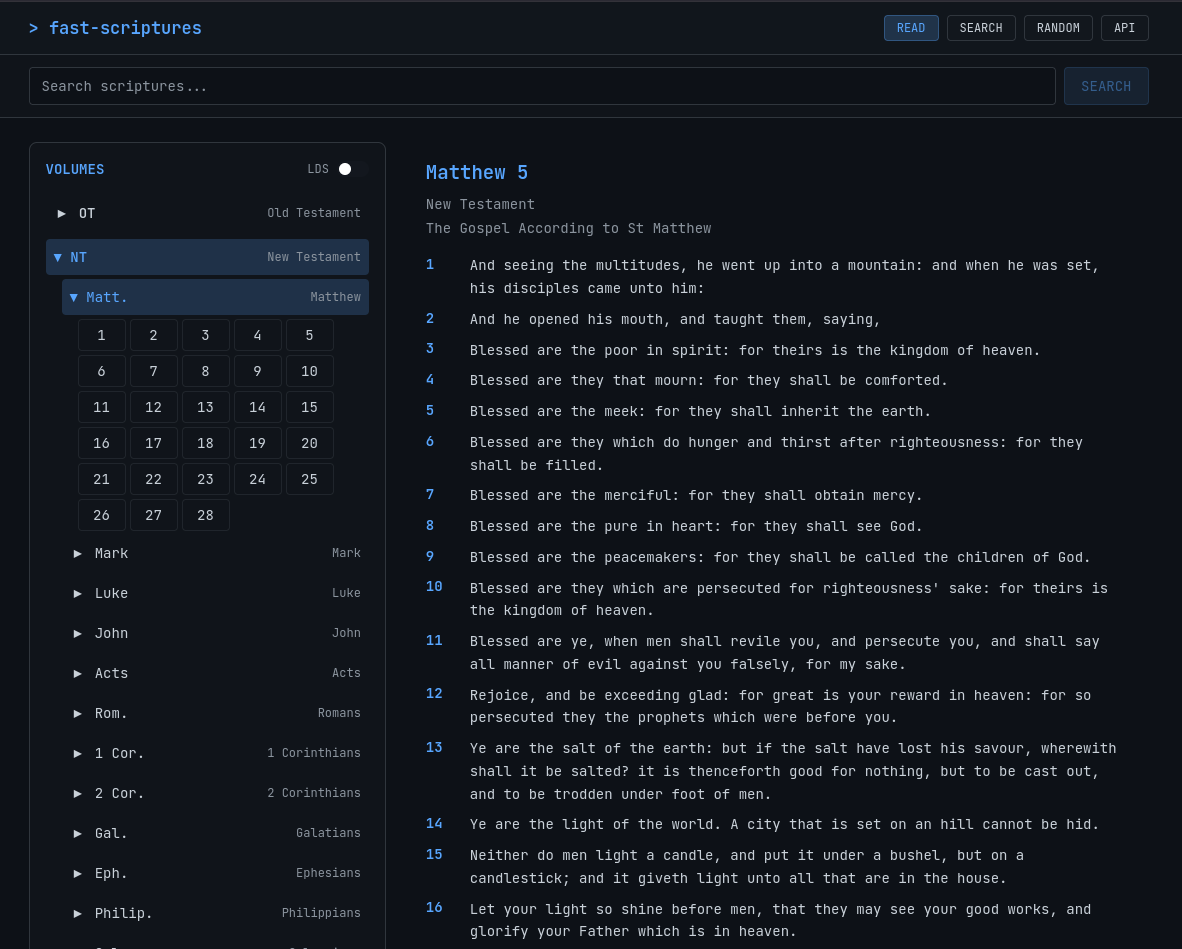 > fast-scriptures
READ SEARCH RANDOM API
Search scriptures...
SEARCH
VOLUMES LDS
▶ OT Old Testament
▼ NT New Testament
▼ Matt. Matthew
1 2 3 4 5
6 7 8 9 10
11 12 13 14 15
16 17 18 19 20
21 22 23 24 25
26 27 28
▶ Mark Mark
▶ Luke Luke
▶ John John
▶ Acts Acts
▶ Rom. Romans
▶ 1 Cor. 1 Corinthians
▶ 2 Cor. 2 Corinthians
▶ Gal. Galatians
▶ Eph. Ephesians
▶ Philip. Philippians
Matthew 5
New Testament
The Gospel According to St Matthew
1 And seeing the multitudes, he went up into a mountain: and when he was set,
his disciples came unto him:
2 And he opened his mouth, and taught them, saying,
3 Blessed are the poor in spirit: for theirs is the kingdom of heaven.
4 Blessed are they that mourn: for they shall be comforted.
5 Blessed are the meek: for they shall inherit the earth.
6 Blessed are they which do hunger and thirst after righteousness: for they
shall be filled.
7 Blessed are the merciful: for they shall obtain mercy.
8 Blessed are the pure in heart: for they shall see God.
9 Blessed are the peacemakers: for they shall be called the children of God.
10 Blessed are they which are persecuted for righteousness' sake: for theirs is
the kingdom of heaven.
11 Blessed are ye, when men shall revile you, and persecute you, and shall say
all manner of evil against you falsely, for my sake.
12 Rejoice, and be exceeding glad: for great is your reward in heaven: for so
persecuted they the prophets which were before you.
13 Ye are the salt of the earth: but if the salt have lost his savour, wherewith
shall it be salted? it is thenceforth good for nothing, but to be cast out,
and to be trodden under foot of men.
14 Ye are the light of the world. A city that is set on an hill cannot be hid.
15 Neither do men light a candle, and put it under a bushel, but on a
candlestick; and it giveth light unto all that are in the house.
16 Let your light so shine before men, that they may see your good works, and
glorify your Father which is in heaven.